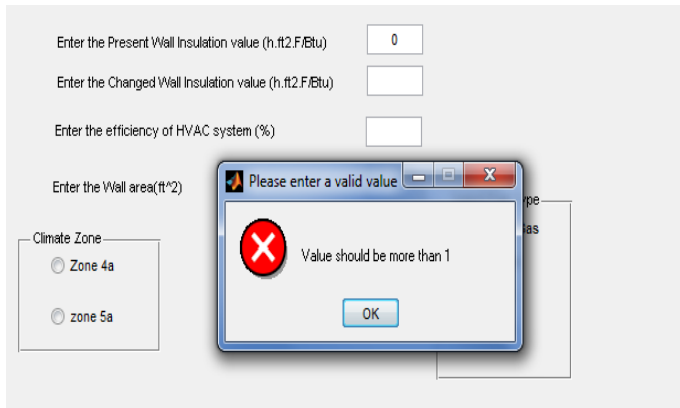 Enter the Present Wall Insulation value (h.ft2.F/Btu)
0
Enter the Changed Wall Insulation value (h.ft2.F/Btu)
Enter the efficiency of HVAC system (%)
Enter the Wall area(ft^2)
Please enter a valid value
Value should be more than 1
OK
Climate Zone
Zone 4a
zone 5a